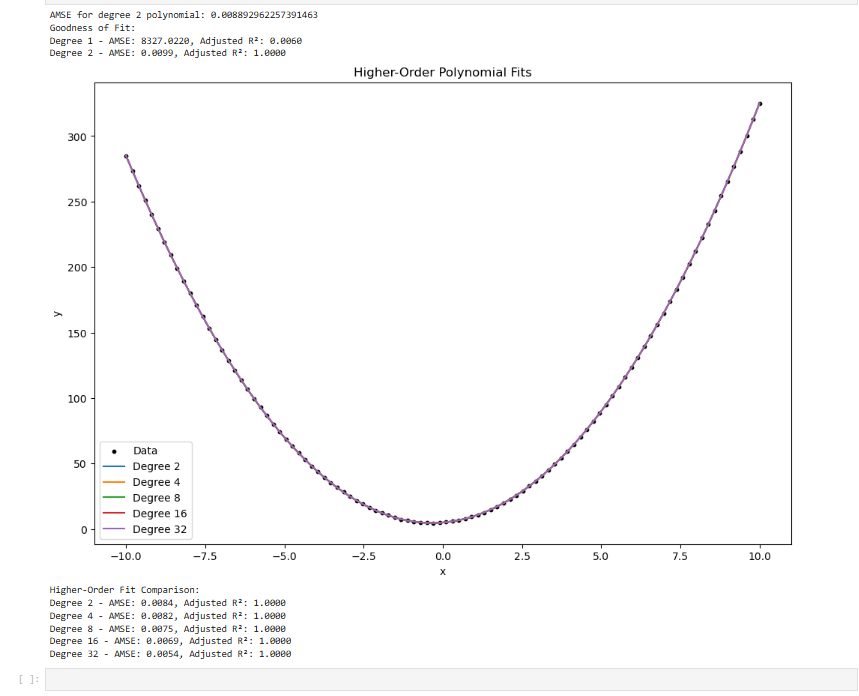 AMSE for degree 2 polynomial: 0.008892962257391463
Goodness of Fit:
Degree 1 - AMSE: 8327.0220, Adjusted R²: 0.0060
Degree 2 - AMSE: 0.0099, Adjusted R²: 1.0000
Higher-Order Polynomial Fits
300
250
200
150
100
50
0
y
Data
Degree 2
Degree 4
Degree 8
Degree 16
Degree 32
−10.0 −7.5 −5.0 −2.5 0.0 2.5 5.0 7.5 10.0
x
Higher-Order Fit Comparison:
Degree 2 - AMSE: 0.0084, Adjusted R²: 1.0000
Degree 4 - AMSE: 0.0082, Adjusted R²: 1.0000
Degree 8 - AMSE: 0.0075, Adjusted R²: 1.0000
Degree 16 - AMSE: 0.0069, Adjusted R²: 1.0000
Degree 32 - AMSE: 0.0054, Adjusted R²: 1.0000
[ ]: